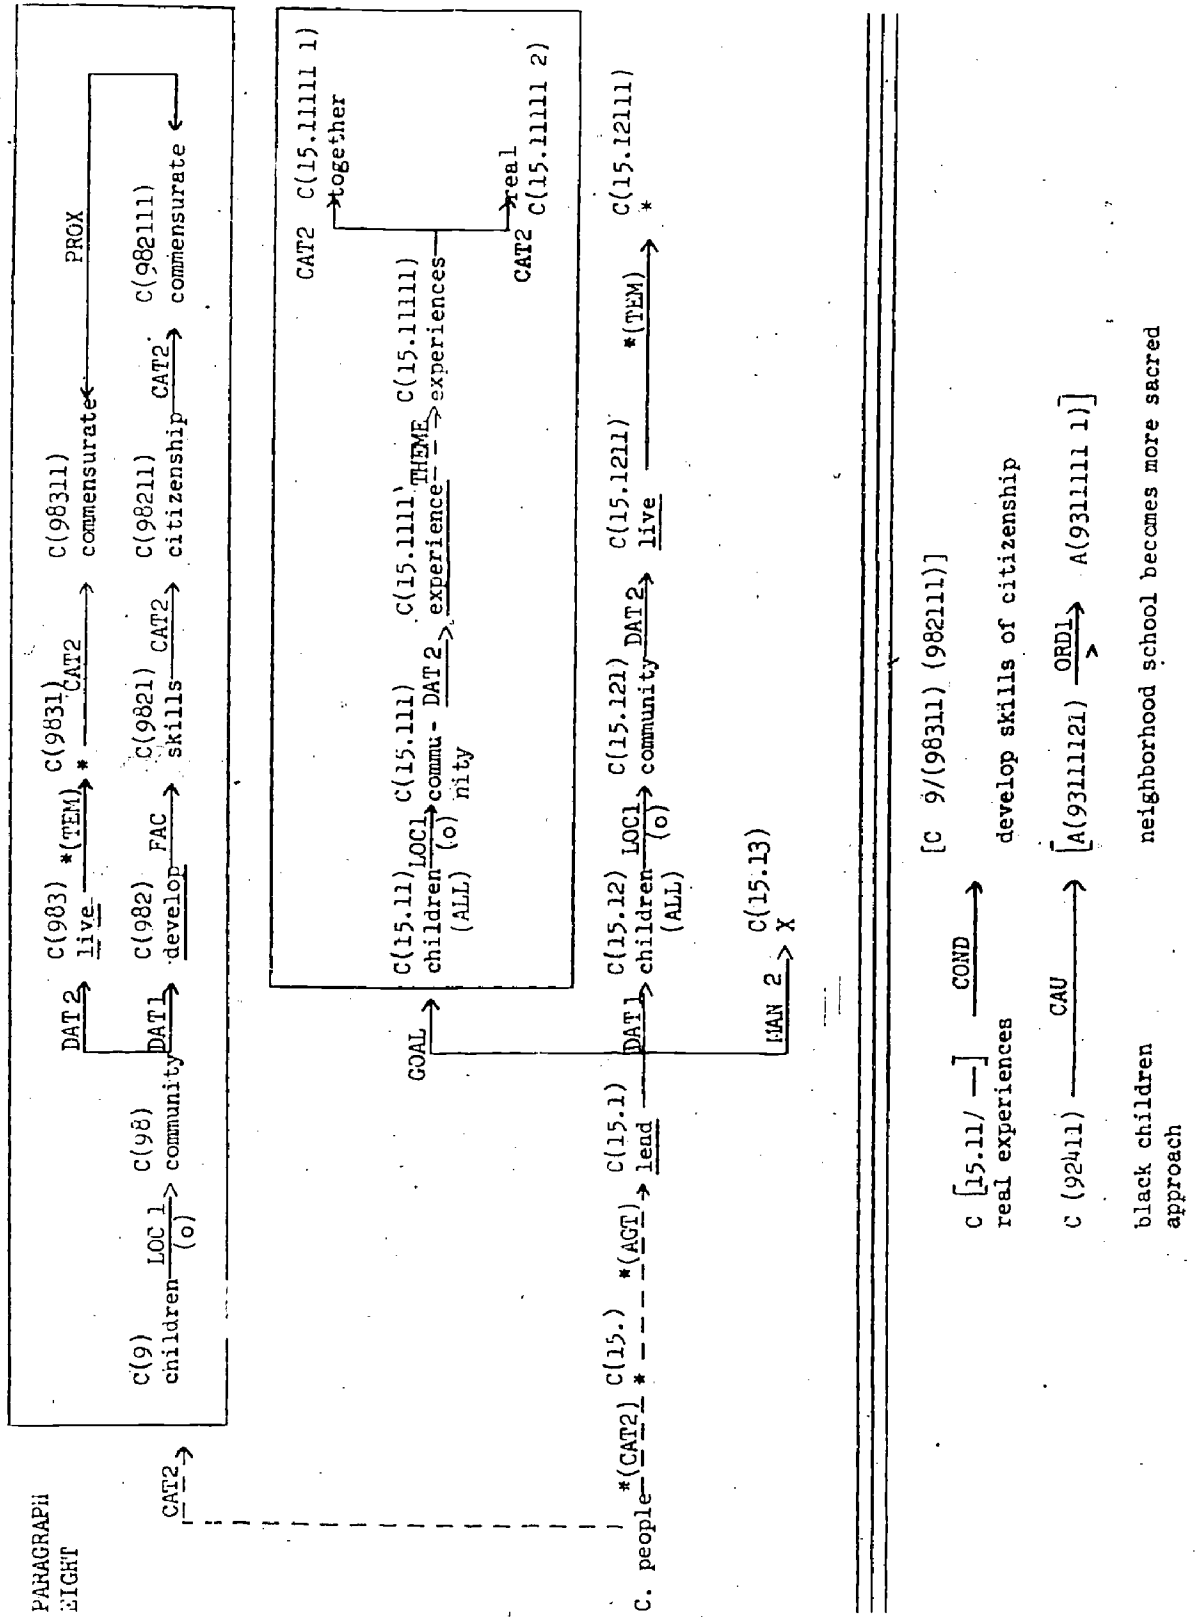 PARAGRAPH
EIGHT
CAT2
DAT2 C(983) *(TEM) C(9831) C(98311)
live * CAT2 commensurate PROX
C(9) C(98) C(982) C(9821) C(98211) C(982111)
children LOC 1 community DAT1 develop FAC skills CAT2 citizenship CAT2 commensurate
(o)
CAT2 C(15.11111 1)
together
GOAL C(15.11) C(15.111) C(15.1111) C(15.11111)
children LOC1 commu- DAT 2 experience THEME experiences
(ALL) (o) nity
CAT2 real
C(15.11111 2)
C(15.) C(15.1) C(15.12) C(15.121) C(15.1211) C(15.12111)
C. people *(CAT2) * *(AGT) lend DAT1 children LOC1 community DAT 2 live *(TEM) *
(ALL) (o)
MAN 2 C(15.13)
X
C [15.11/ —] COND [C 9/(98311) (982111)]
real experiences develop skills of citizenship
C (92411) CAU [A(93111121) ORD1 A(9311111 1)]
>
black children neighborhood school becomes more sacred
approach